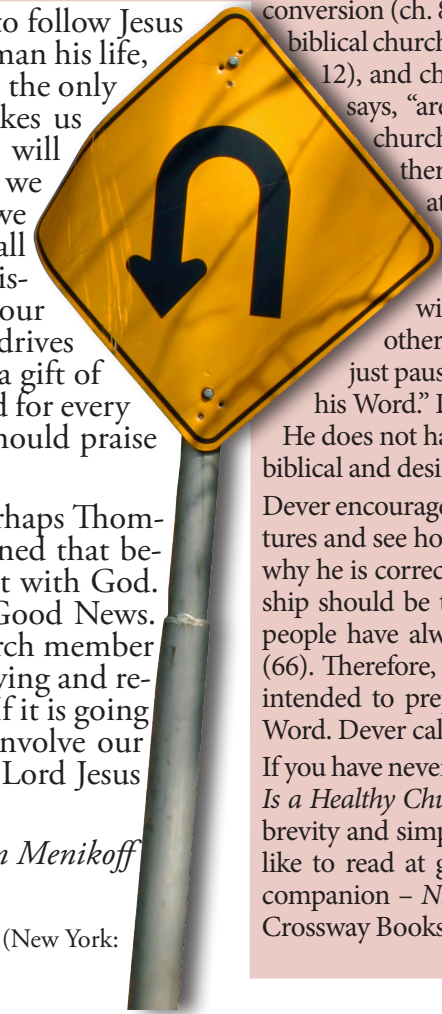 to follow Jesus
man his life,
the only
kes us
will
we
we
all
is-
our
drives
a gift of
d for every
hould praise
rhaps Thom-
ned that be-
t with God.
Good News.
rch member
ying and re-
If it is going
nvolve our
Lord Jesus
n Menikoff
(New York:
conversion (ch. 8
biblical church
12), and ch
says, “are
church
ther
at
wi
other
just paus
his Word.” I
He does not ha
biblical and desi
Dever encourage
tures and see ho
why he is correc
ship should be t
people have alw
(66). Therefore,
intended to prep
Word. Dever cal
If you have never
Is a Healthy Chu
brevity and simp
like to read at g
companion – N
Crossway Books